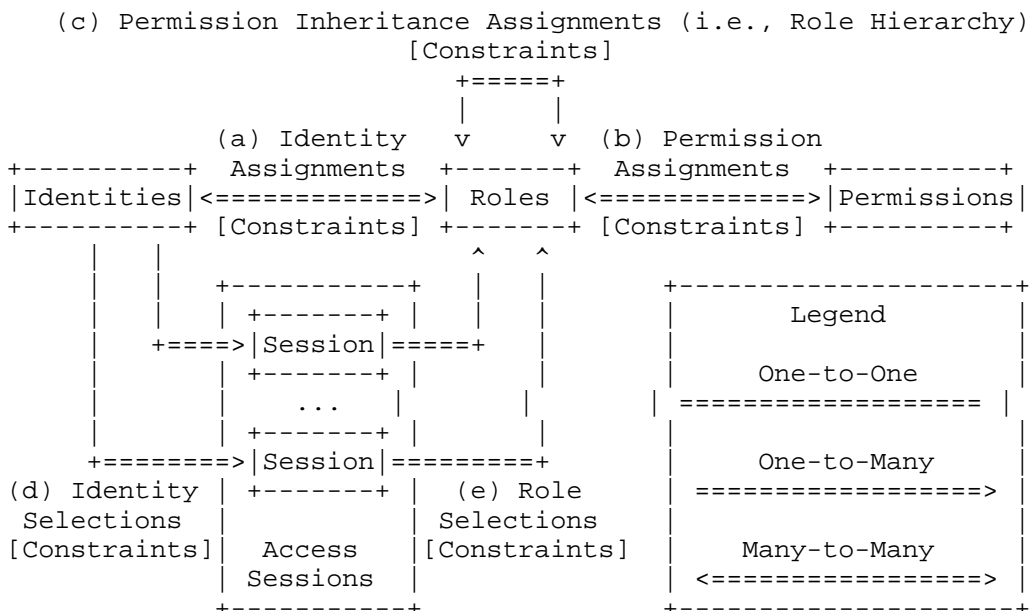 (c) Permission Inheritance Assignments (i.e., Role Hierarchy)
[Constraints]
+=====+
|     |
(a) Identity   v     v  (b) Permission
+----------+  Assignments  +-------+  Assignments  +----------+
|Identities|<=============>| Roles |<=============>|Permissions|
+----------+ [Constraints] +-------+ [Constraints] +----------+
|   |                   ^   ^
|   |   +------------+  |   |       +---------------------+
|   |   | +-------+ |   |   |       |       Legend        |
|   +====>|Session|=====+   |       |                     |
|       | +-------+ |       |       |     One-to-One      |
|       |    ...   |       |       | =================== |
|       | +-------+ |       |       |                     |
+========>|Session|=========+       |     One-to-Many     |
(d) Identity | +-------+ |  (e) Role     | ==================> |
Selections  |           | Selections    |                     |
[Constraints]|  Access   |[Constraints]  |    Many-to-Many     |
| Sessions  |               | <=================> |
+-----------+               +---------------------+